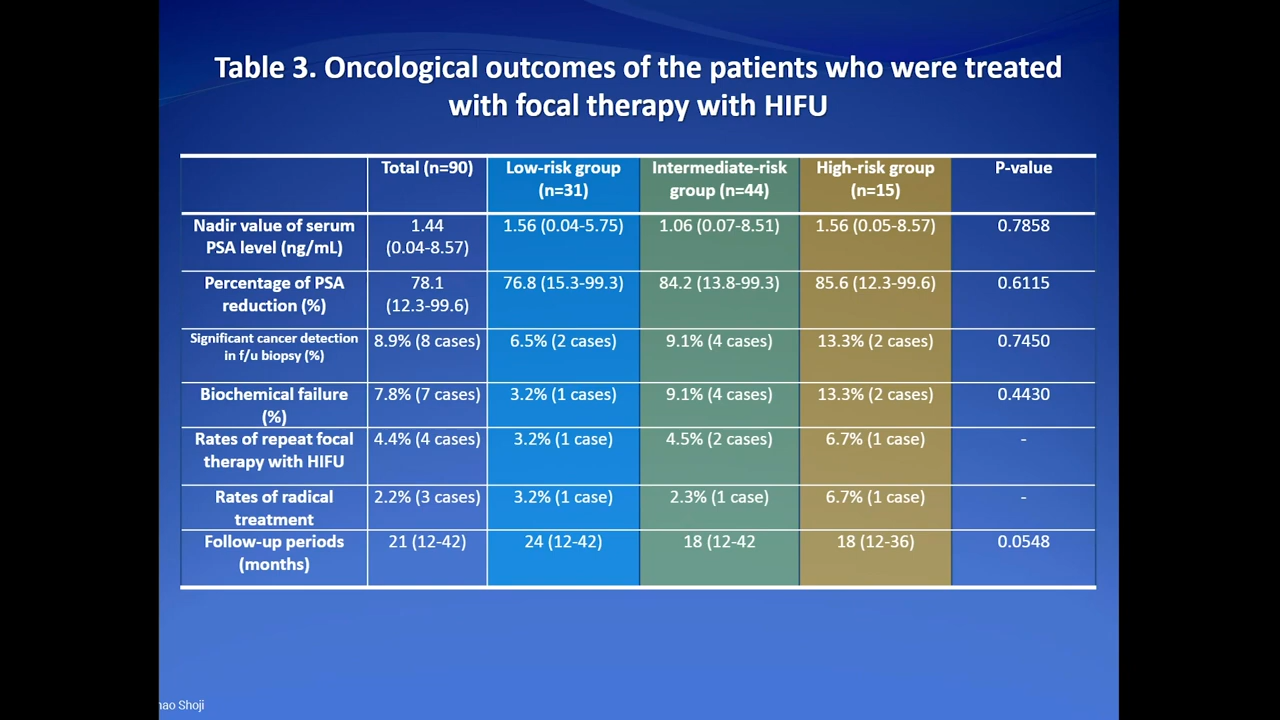 Table 3. Oncological outcomes of the patients who were treated
with focal therapy with HIFU
Total (n=90)
Low-risk group
(n=31)
Intermediate-risk
group (n=44)
High-risk group
(n=15)
P-value
Nadir value of serum
PSA level (ng/mL)
1.44
(0.04-8.57)
1.56 (0.04-5.75)
1.06 (0.07-8.51)
1.56 (0.05-8.57)
0.7858
Percentage of PSA
reduction (%)
78.1
(12.3-99.6)
76.8 (15.3-99.3)
84.2 (13.8-99.3)
85.6 (12.3-99.6)
0.6115
Significant cancer detection
in f/u biopsy (%)
8.9% (8 cases)
6.5% (2 cases)
9.1% (4 cases)
13.3% (2 cases)
0.7450
Biochemical failure
(%)
7.8% (7 cases)
3.2% (1 cases)
9.1% (4 cases)
13.3% (2 cases)
0.4430
Rates of repeat focal
therapy with HIFU
4.4% (4 cases)
3.2% (1 case)
4.5% (2 cases)
6.7% (1 case)
-
Rates of radical
treatment
2.2% (3 cases)
3.2% (1 case)
2.3% (1 case)
6.7% (1 case)
-
Follow-up periods
(months)
21 (12-42)
24 (12-42)
18 (12-42
18 (12-36)
0.0548
Shoji